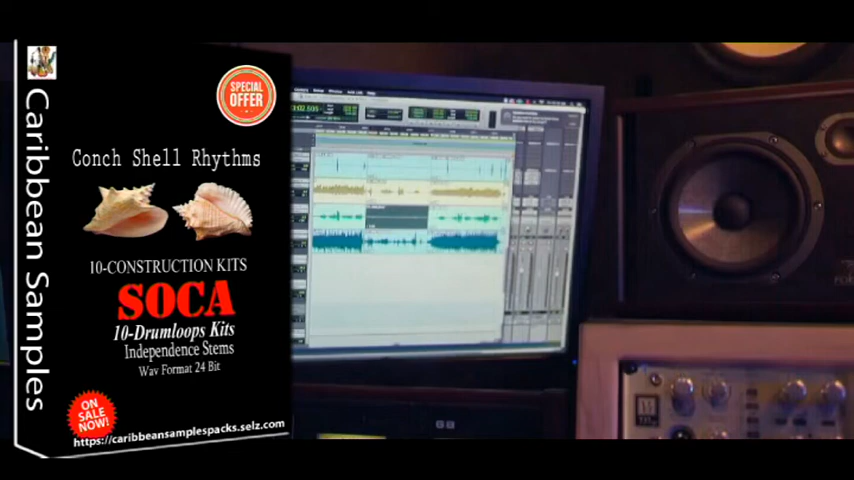 Caribbean Samples
SPECIAL
OFFER
Conch Shell Rhythms
10-CONSTRUCTION KITS
SOCA
10-Drumloops Kits
Independence Stems
Wav Format 24 Bit
ON
SALE
NOW!
https://caribbeansamplespacks.selz.com